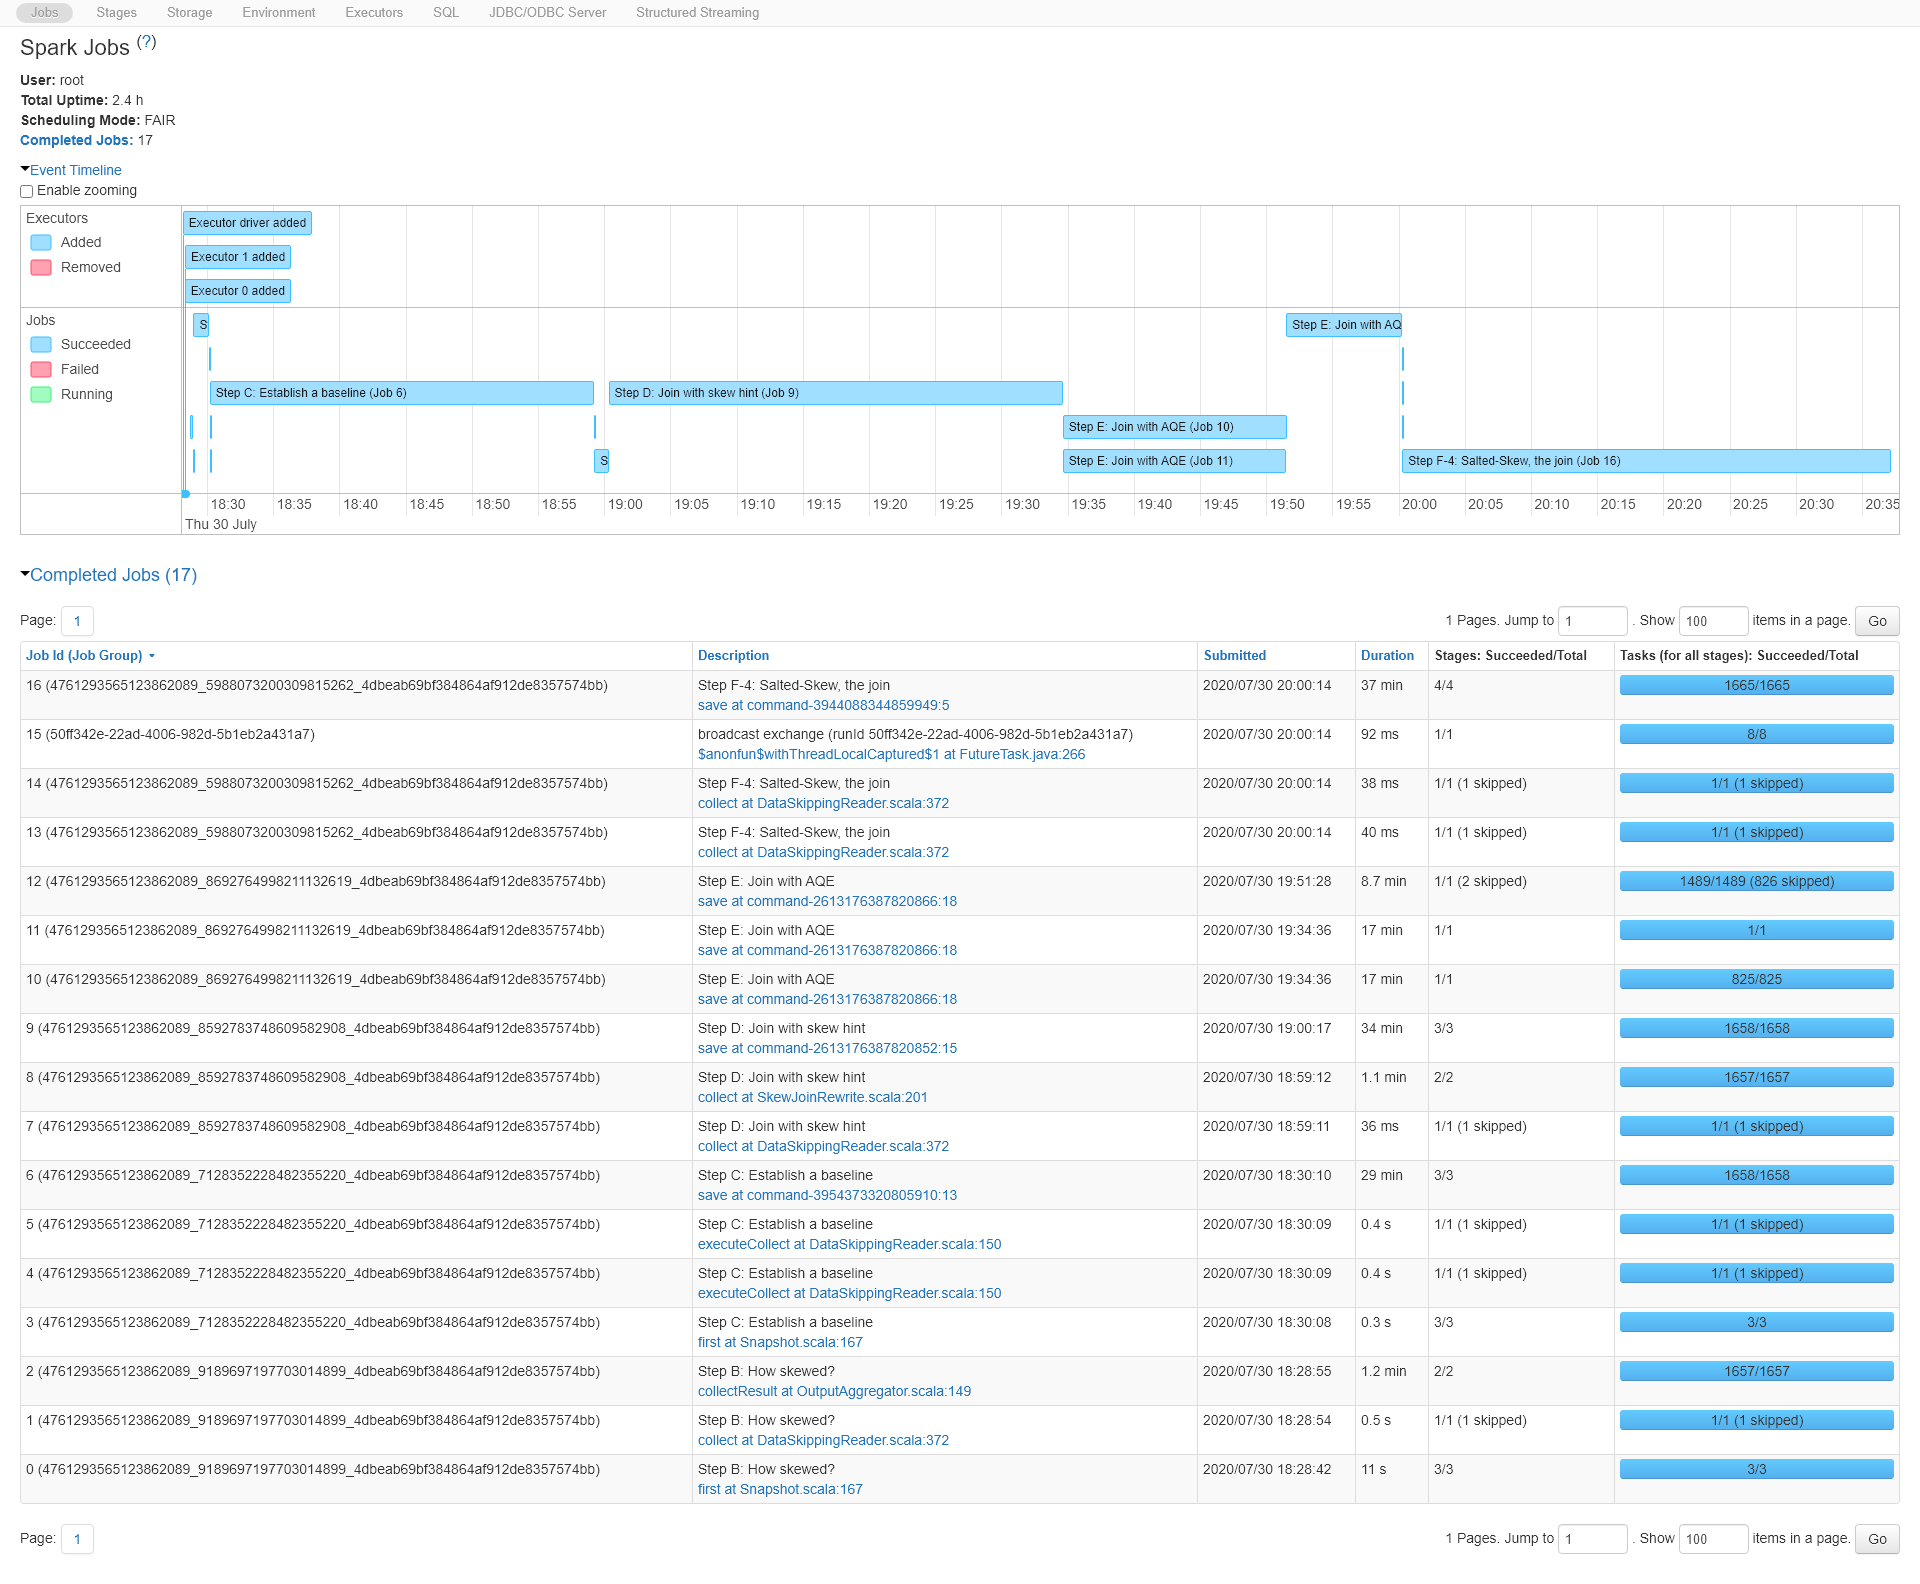 Jobs Stages Storage Environment Executors SQL JDBC/ODBC Server Structured Streaming
Spark Jobs (?)
User: root
Total Uptime: 2.4 h
Scheduling Mode: FAIR
Completed Jobs: 17
Event Timeline
Enable zooming
Executors
Added
Removed
Executor driver added
Executor 1 added
Executor 0 added
Jobs
Succeeded
Failed
Running
S
Step E: Join with AQ
Step C: Establish a baseline (Job 6)
Step D: Join with skew hint (Job 9)
Step E: Join with AQE (Job 10)
S
Step E: Join with AQE (Job 11)
Step F-4: Salted-Skew, the join (Job 16)
18:30 18:35 18:40 18:45 18:50 18:55 19:00 19:05 19:10 19:15 19:20 19:25 19:30 19:35 19:40 19:45 19:50 19:55 20:00 20:05 20:10 20:15 20:20 20:25 20:30 20:35
Thu 30 July
Completed Jobs (17)
Page: 1
1 Pages. Jump to 1 . Show 100 items in a page. Go
Job Id (Job Group) Description Submitted Duration Stages: Succeeded/Total Tasks (for all stages): Succeeded/Total
16 (4761293565123862089_5988073200309815262_4dbeab69bf384864af912de8357574bb) Step F-4: Salted-Skew, the join 2020/07/30 20:00:14 37 min 4/4 1665/1665
save at command-3944088344859949:5
15 (50ff342e-22ad-4006-982d-5b1eb2a431a7) broadcast exchange (runId 50ff342e-22ad-4006-982d-5b1eb2a431a7) 2020/07/30 20:00:14 92 ms 1/1 8/8
$anonfun$withThreadLocalCaptured$1 at FutureTask.java:266
14 (4761293565123862089_5988073200309815262_4dbeab69bf384864af912de8357574bb) Step F-4: Salted-Skew, the join 2020/07/30 20:00:14 38 ms 1/1 (1 skipped) 1/1 (1 skipped)
collect at DataSkippingReader.scala:372
13 (4761293565123862089_5988073200309815262_4dbeab69bf384864af912de8357574bb) Step F-4: Salted-Skew, the join 2020/07/30 20:00:14 40 ms 1/1 (1 skipped) 1/1 (1 skipped)
collect at DataSkippingReader.scala:372
12 (4761293565123862089_8692764998211132619_4dbeab69bf384864af912de8357574bb) Step E: Join with AQE 2020/07/30 19:51:28 8.7 min 1/1 (2 skipped) 1489/1489 (826 skipped)
save at command-2613176387820866:18
11 (4761293565123862089_8692764998211132619_4dbeab69bf384864af912de8357574bb) Step E: Join with AQE 2020/07/30 19:34:36 17 min 1/1 1/1
save at command-2613176387820866:18
10 (4761293565123862089_8692764998211132619_4dbeab69bf384864af912de8357574bb) Step E: Join with AQE 2020/07/30 19:34:36 17 min 1/1 825/825
save at command-2613176387820866:18
9 (4761293565123862089_8592783748609582908_4dbeab69bf384864af912de8357574bb) Step D: Join with skew hint 2020/07/30 19:00:17 34 min 3/3 1658/1658
save at command-2613176387820852:15
8 (4761293565123862089_8592783748609582908_4dbeab69bf384864af912de8357574bb) Step D: Join with skew hint 2020/07/30 18:59:12 1.1 min 2/2 1657/1657
collect at SkewJoinRewrite.scala:201
7 (4761293565123862089_8592783748609582908_4dbeab69bf384864af912de8357574bb) Step D: Join with skew hint 2020/07/30 18:59:11 36 ms 1/1 (1 skipped) 1/1 (1 skipped)
collect at DataSkippingReader.scala:372
6 (4761293565123862089_7128352228482355220_4dbeab69bf384864af912de8357574bb) Step C: Establish a baseline 2020/07/30 18:30:10 29 min 3/3 1658/1658
save at command-3954373320805910:13
5 (4761293565123862089_7128352228482355220_4dbeab69bf384864af912de8357574bb) Step C: Establish a baseline 2020/07/30 18:30:09 0.4 s 1/1 (1 skipped) 1/1 (1 skipped)
executeCollect at DataSkippingReader.scala:150
4 (4761293565123862089_7128352228482355220_4dbeab69bf384864af912de8357574bb) Step C: Establish a baseline 2020/07/30 18:30:09 0.4 s 1/1 (1 skipped) 1/1 (1 skipped)
executeCollect at DataSkippingReader.scala:150
3 (4761293565123862089_7128352228482355220_4dbeab69bf384864af912de8357574bb) Step C: Establish a baseline 2020/07/30 18:30:08 0.3 s 3/3 3/3
first at Snapshot.scala:167
2 (4761293565123862089_9189697197703014899_4dbeab69bf384864af912de8357574bb) Step B: How skewed? 2020/07/30 18:28:55 1.2 min 2/2 1657/1657
collectResult at OutputAggregator.scala:149
1 (4761293565123862089_9189697197703014899_4dbeab69bf384864af912de8357574bb) Step B: How skewed? 2020/07/30 18:28:54 0.5 s 1/1 (1 skipped) 1/1 (1 skipped)
collect at DataSkippingReader.scala:372
0 (4761293565123862089_9189697197703014899_4dbeab69bf384864af912de8357574bb) Step B: How skewed? 2020/07/30 18:28:42 11 s 3/3 3/3
first at Snapshot.scala:167
Page: 1
1 Pages. Jump to 1 . Show 100 items in a page. Go